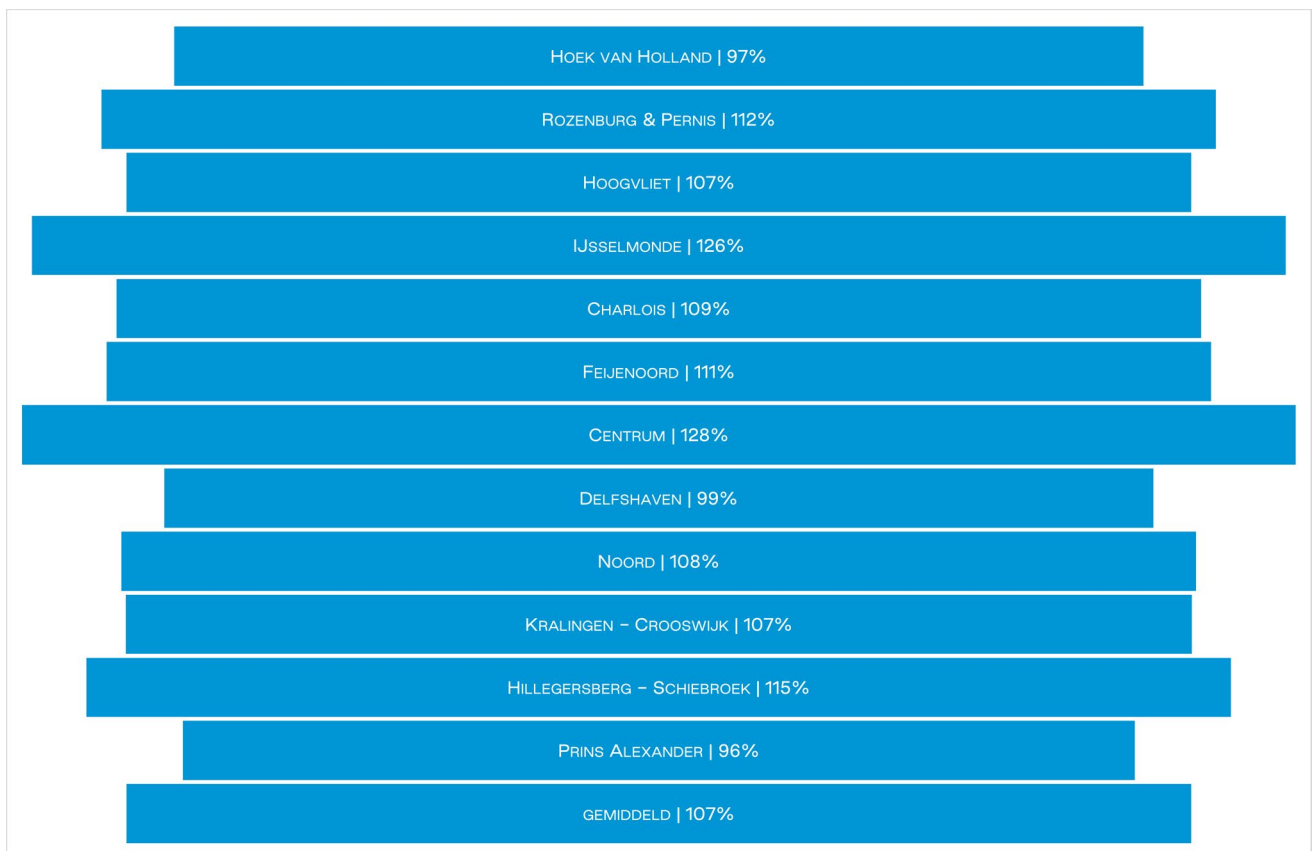 Hoek van Holland | 97%
Rozenburg & Pernis | 112%
Hoogvliet | 107%
IJsselmonde | 126%
Charlois | 109%
Feijenoord | 111%
Centrum | 128%
Delfshaven | 99%
Noord | 108%
Kralingen – Crooswijk | 107%
Hillegersberg – Schiebroek | 115%
Prins Alexander | 96%
gemiddeld | 107%